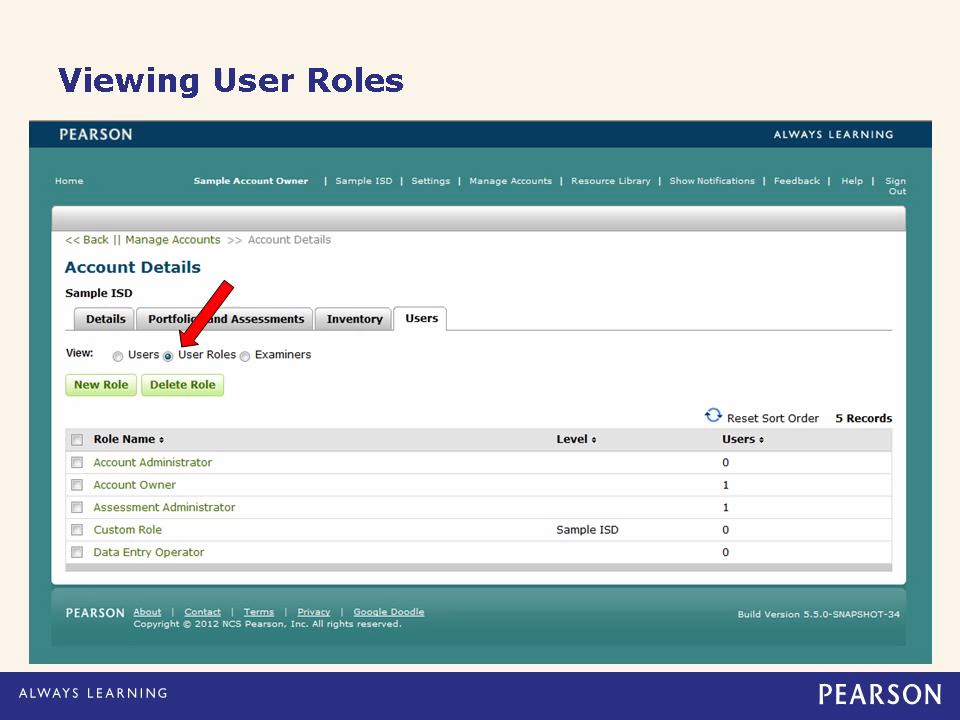 Viewing User Roles
PEARSON ALWAYS LEARNING
Home Sample Account Owner | Sample ISD | Settings | Manage Accounts | Resource Library | Show Notifications | Feedback | Help | Sign Out
<< Back || Manage Accounts >> Account Details
Account Details
Sample ISD
Details Portfolio and Assessments Inventory Users
View: Users User Roles Examiners
New Role Delete Role
Reset Sort Order 5 Records
Role Name Level Users
Account Administrator 0
Account Owner 1
Assessment Administrator 1
Custom Role Sample ISD 0
Data Entry Operator 0
PEARSON About | Contact | Terms | Privacy | Google Doodle
Build Version 5.5.0-SNAPSHOT-34
Copyright © 2012 NCS Pearson, Inc. All rights reserved.
ALWAYS LEARNING PEARSON